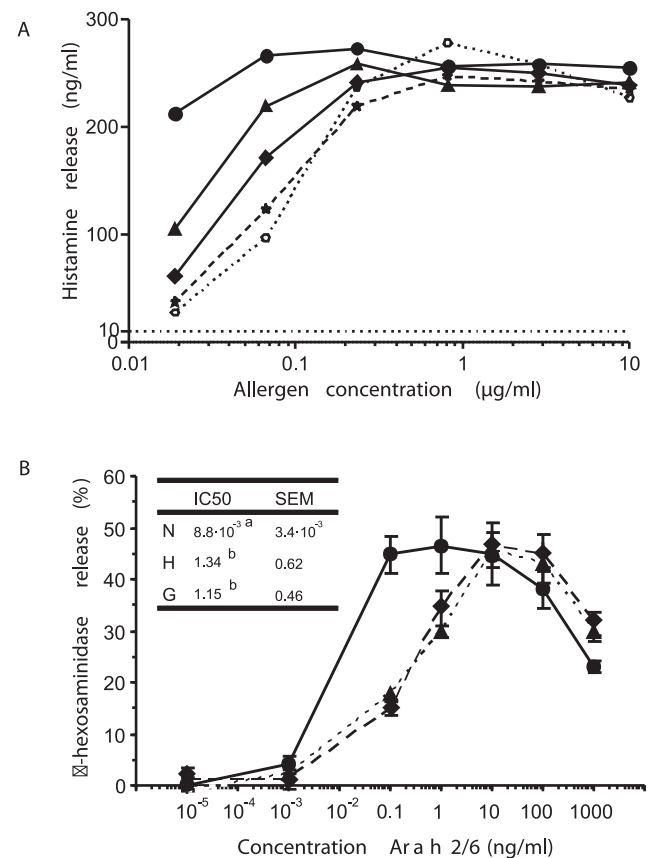 A
300
200
100
10
0
Histamine release (ng/ml)
0.01 0.1 1 10
Allergen concentration (µg/ml)
B
60
50
40
30
20
10
0
☒-hexosaminidase release (%)
IC50 SEM
N 8.8·10⁻³ ᵃ 3.4·10⁻³
H 1.34 ᵇ 0.62
G 1.15 ᵇ 0.46
10⁻⁵ 10⁻⁴ 10⁻³ 10⁻² 0.1 1 10 100 1000
Concentration Ar a h 2/6 (ng/ml)